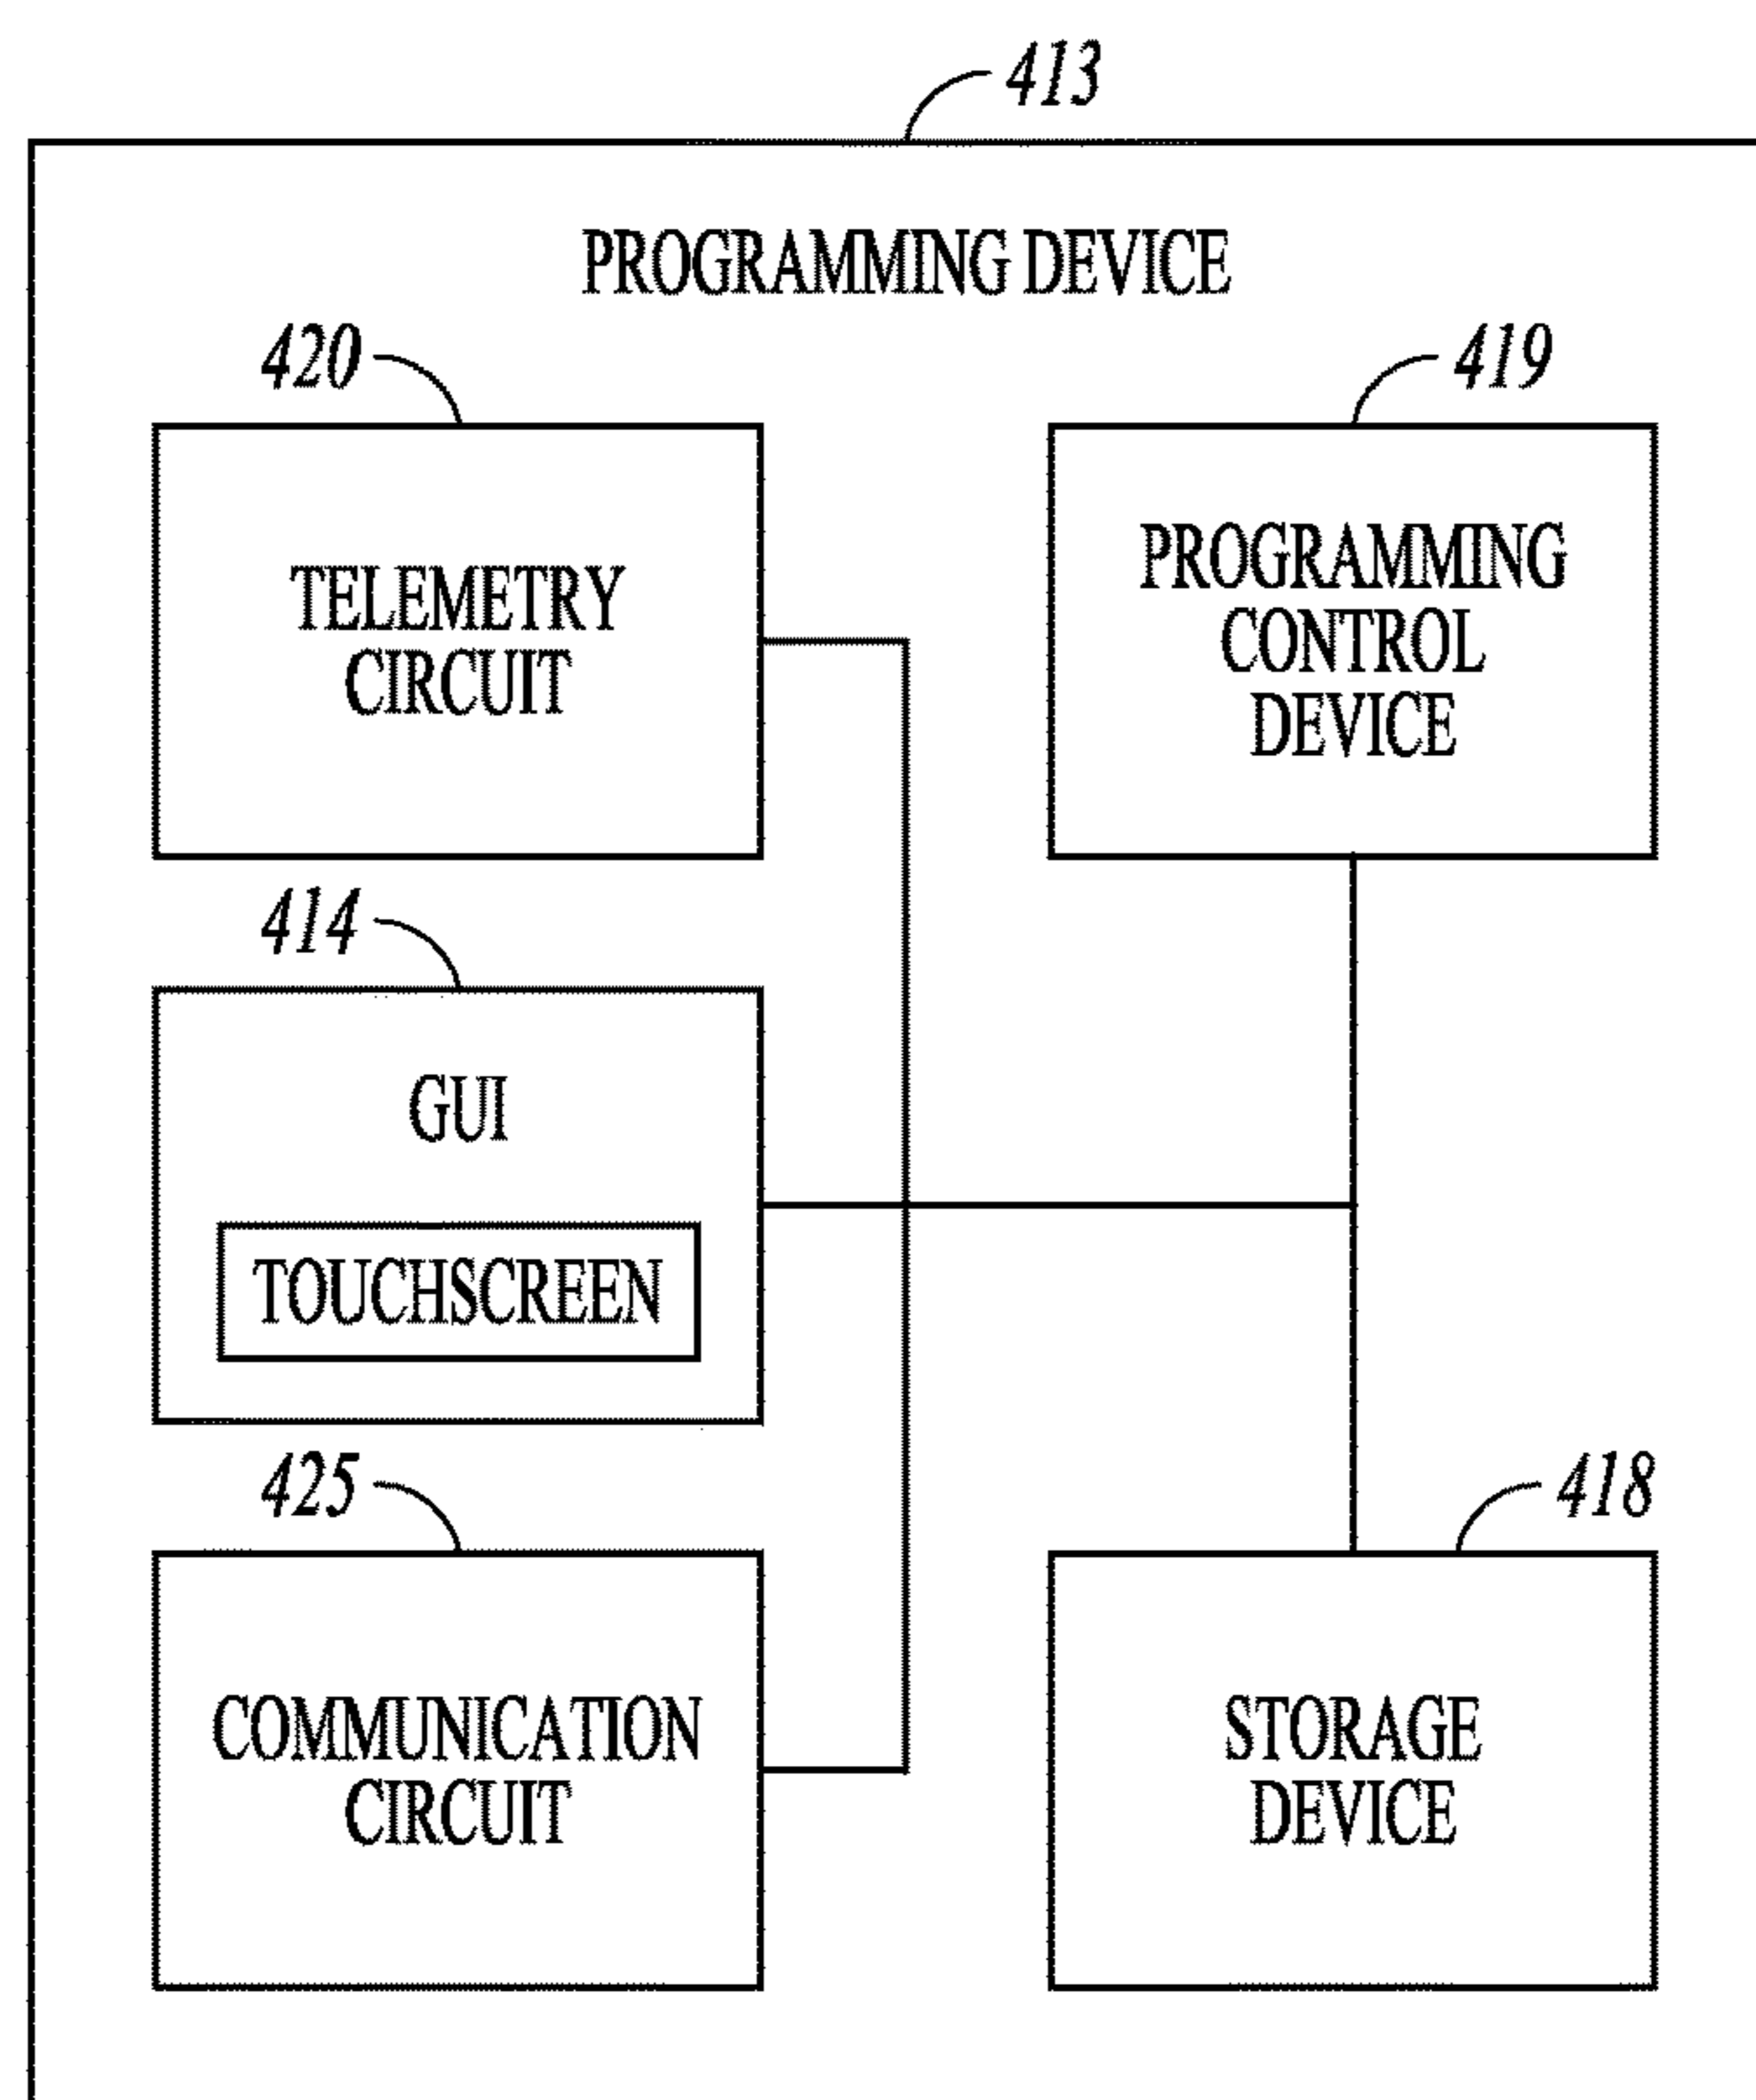 413
PROGRAMMING DEVICE
420
TELEMETRY
CIRCUIT
419
PROGRAMMING
CONTROL
DEVICE
414
GUI
TOUCHSCREEN
425
COMMUNICATION
CIRCUIT
418
STORAGE
DEVICE